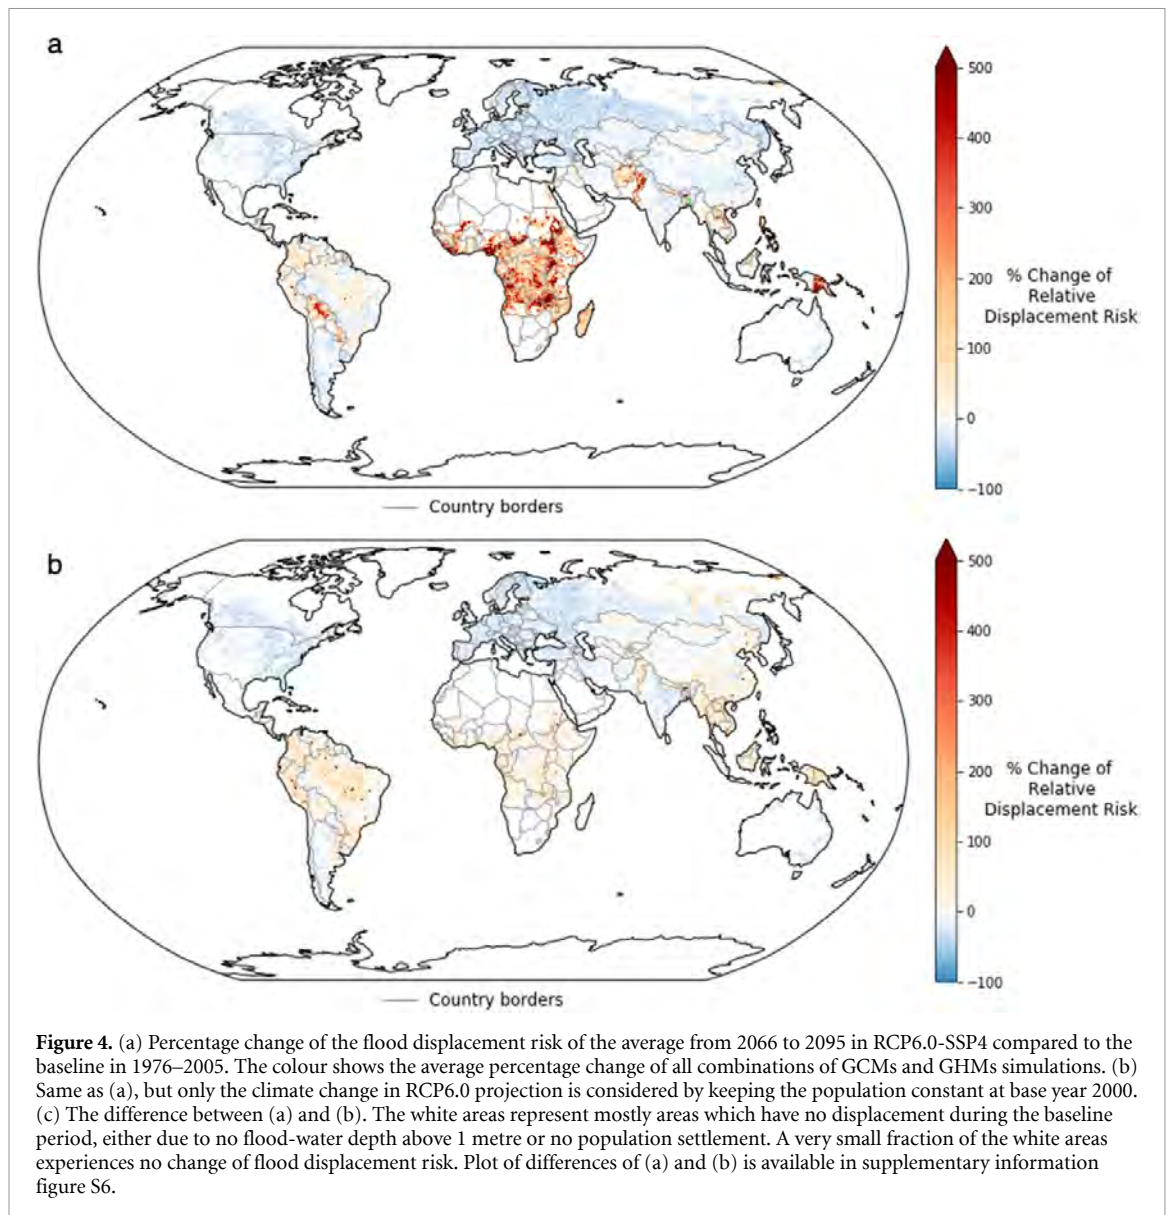 a
500
400
300
200
100
0
−100
% Change of
Relative
Displacement Risk
Country borders
b
500
400
300
200
100
0
−100
% Change of
Relative
Displacement Risk
Country borders
Figure 4. (a) Percentage change of the flood displacement risk of the average from 2066 to 2095 in RCP6.0-SSP4 compared to the
baseline in 1976–2005. The colour shows the average percentage change of all combinations of GCMs and GHMs simulations. (b)
Same as (a), but only the climate change in RCP6.0 projection is considered by keeping the population constant at base year 2000.
(c) The difference between (a) and (b). The white areas represent mostly areas which have no displacement during the baseline
period, either due to no flood-water depth above 1 metre or no population settlement. A very small fraction of the white areas
experiences no change of flood displacement risk. Plot of differences of (a) and (b) is available in supplementary information
figure S6.